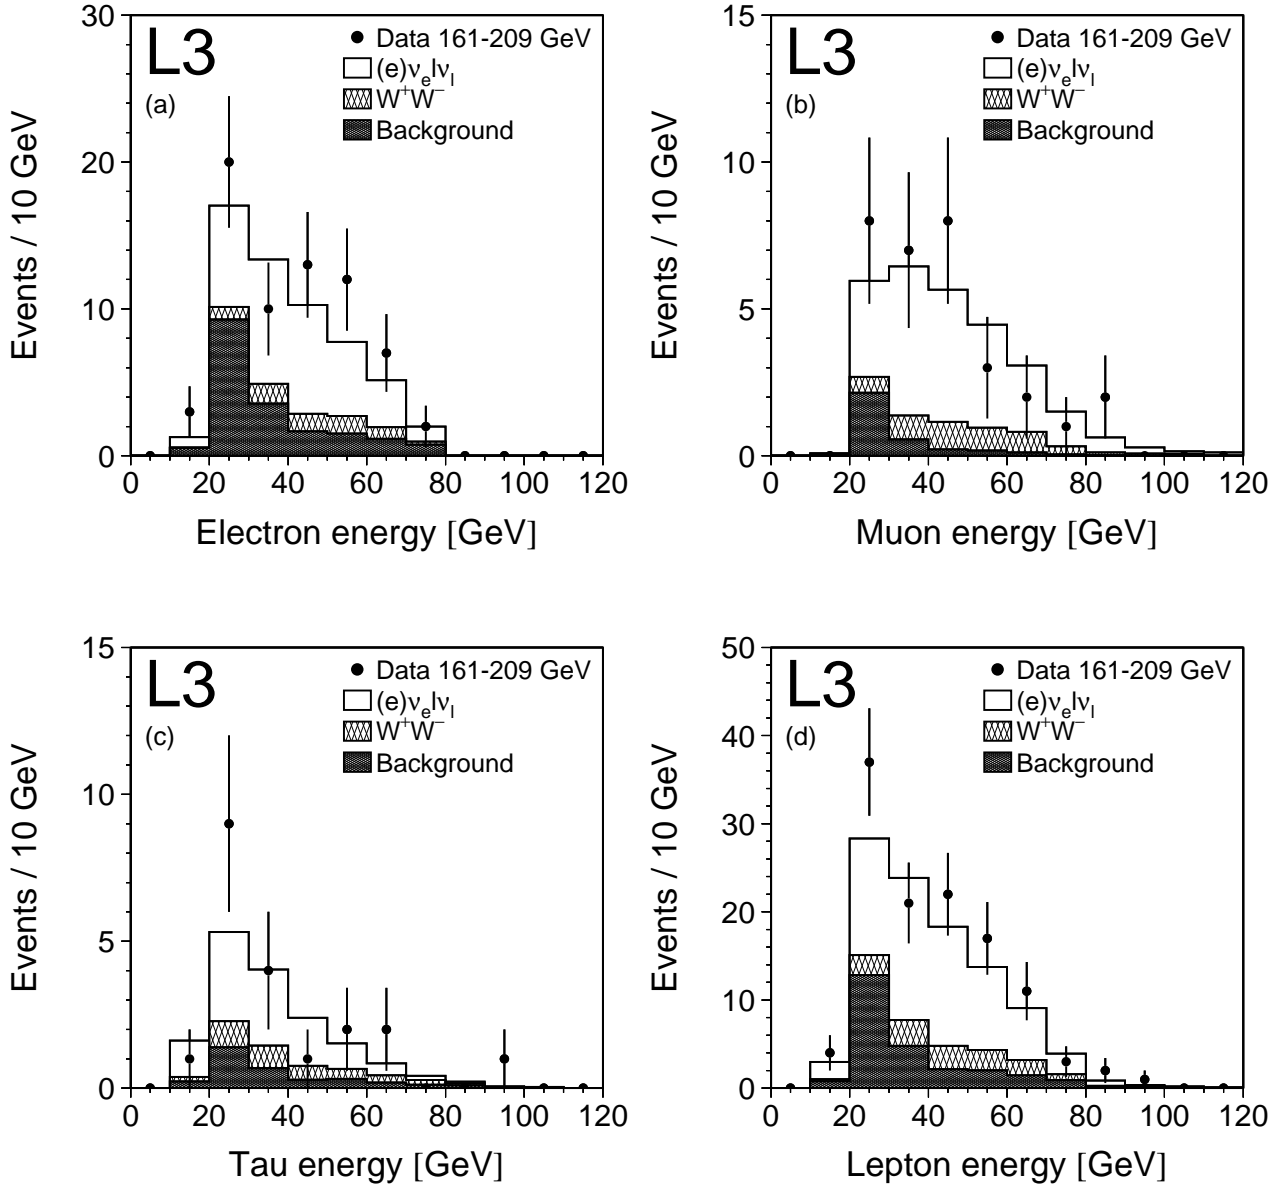 L3
(a)
Data 161-209 GeV
(e)νₑlνₗ
W⁺W⁻
Background
30
20
10
0
Events / 10 GeV
0 20 40 60 80 100 120
Electron energy [GeV]
L3
(b)
Data 161-209 GeV
(e)νₑlνₗ
W⁺W⁻
Background
15
10
5
0
Events / 10 GeV
0 20 40 60 80 100 120
Muon energy [GeV]
L3
(c)
Data 161-209 GeV
(e)νₑlνₗ
W⁺W⁻
Background
15
10
5
0
Events / 10 GeV
0 20 40 60 80 100 120
Tau energy [GeV]
L3
(d)
Data 161-209 GeV
(e)νₑlνₗ
W⁺W⁻
Background
50
40
30
20
10
0
Events / 10 GeV
0 20 40 60 80 100 120
Lepton energy [GeV]